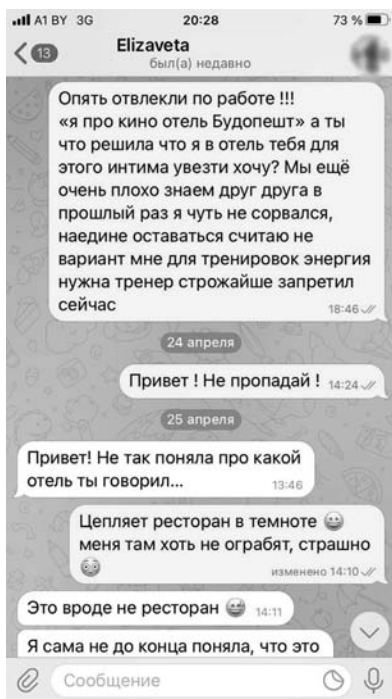 A1 BY 3G 20:28 73 %
13 Elizaveta
был(а) недавно
Опять отвлекли по работе !!!
«я про кино отель Будопешт» а ты
что решила что я в отель тебя для
этого интима увезти хочу? Мы ещё
очень плохо знаем друг друга в
прошлый раз я чуть не сорвался,
наедине оставаться считаю не
вариант мне для тренировок энергия
нужна тренер строжайше запретил
сейчас
18:46
24 апреля
Привет ! Не пропадай ! 14:24
25 апреля
Привет! Не так поняла про какой
отель ты говорил... 13:46
Цепляет ресторан в темноте
меня там хоть не ограбят, страшно
изменено 14:10
Это вроде не ресторан 14:11
Я сама не до конца поняла, что это
Сообщение